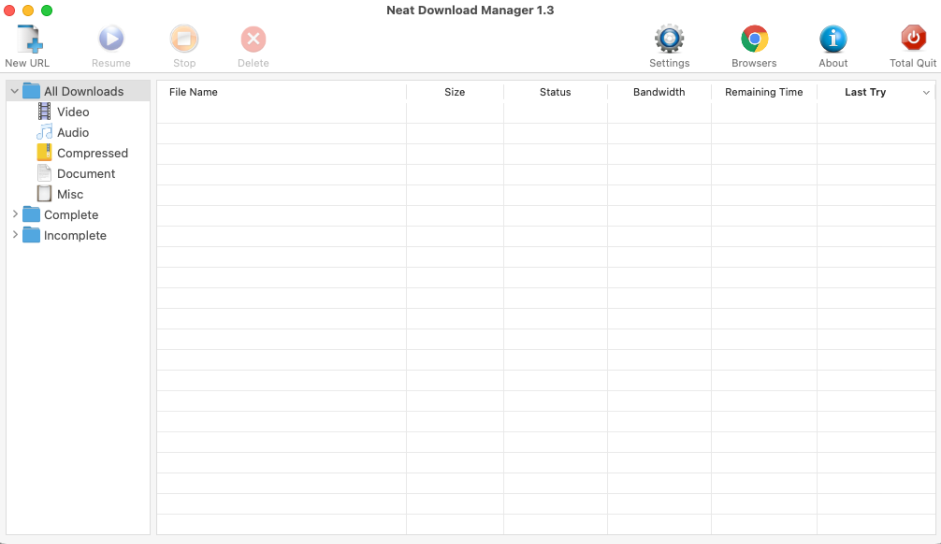 Neat Download Manager 1.3
New URL Resume Stop Delete Settings Browsers About Total Quit
All Downloads
Video
Audio
Compressed
Document
Misc
Complete
Incomplete
File Name Size Status Bandwidth Remaining Time Last Try